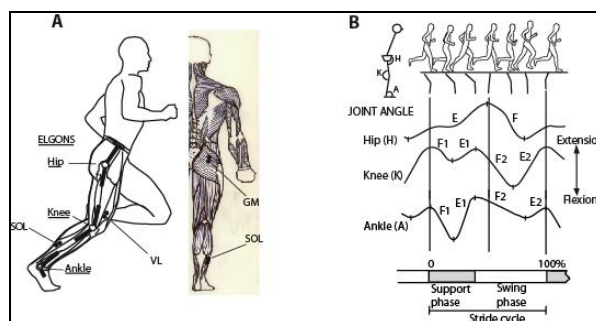 A
ELGONS
Hip
Knee
SOL
Ankle
VL
GM
SOL
B
H
K
A
JOINT ANGLE
Hip (H)
E
F
Extension
Knee (K)
F1
E1
F2
E2
Flexion
Ankle (A)
F1
E1
F2
E2
0
100%
Support
phase
Swing
phase
Stride cycle